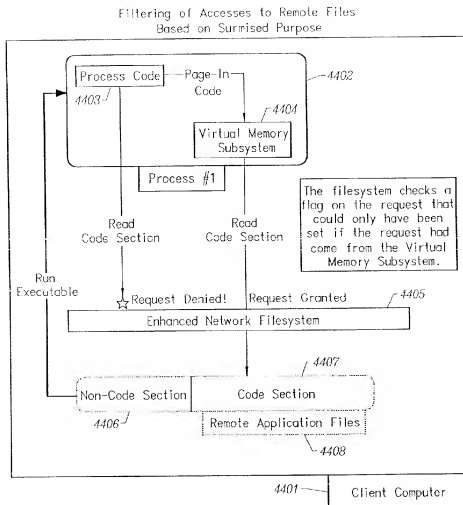 Filtering of Accesses to Remote Files
Based on Surmised Purpose
4402
Process Code
Page-In
Code
4403
4404
Virtual Memory
Subsystem
Process #1
The filesystem checks a
flag on the request that
could only have been
set if the request had
come from the Virtual
Memory Subsystem.
Read
Code Section
Read
Code Section
Run
Executable
Request Denied!
Request Granted
4405
Enhanced Network Filesystem
4407
Non-Code Section
Code Section
4406
Remote Application Files
4408
4401
Client Computer